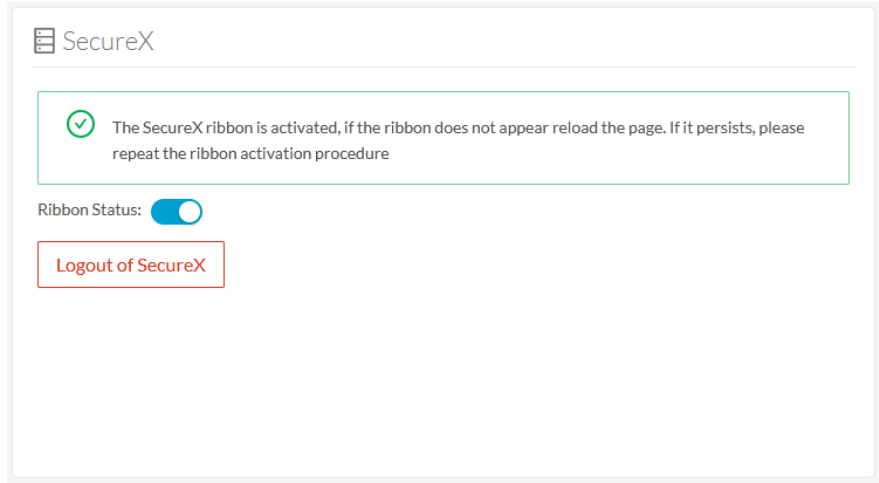 SecureX
The SecureX ribbon is activated, if the ribbon does not appear reload the page. If it persists, please
repeat the ribbon activation procedure
Ribbon Status:
Logout of SecureX